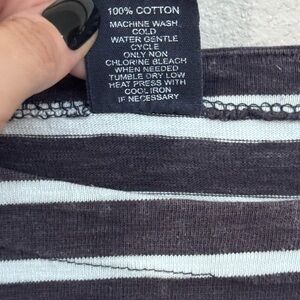 100% COTTON
MACHINE WASH
COLD
WATER GENTLE
CYCLE
ONLY NON
CHLORINE BLEACH
WHEN NEEDED
TUMBLE DRY LOW
HEAT PRESS WITH
COOL IRON
IF NECESSARY